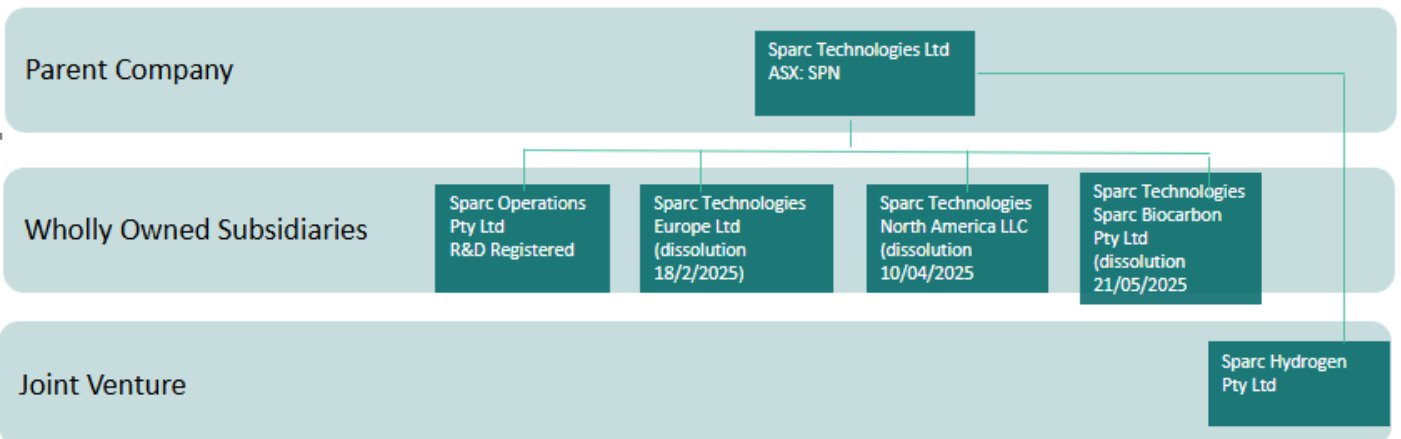 Parent Company
Sparc Technologies Ltd
ASX: SPN
Wholly Owned Subsidiaries
Sparc Operations
Pty Ltd
R&D Registered
Sparc Technologies
Europe Ltd
(dissolution
18/2/2025)
Sparc Technologies
North America LLC
(dissolution
10/04/2025
Sparc Technologies
Sparc Biocarbon
Pty Ltd
(dissolution
21/05/2025
Joint Venture
Sparc Hydrogen
Pty Ltd